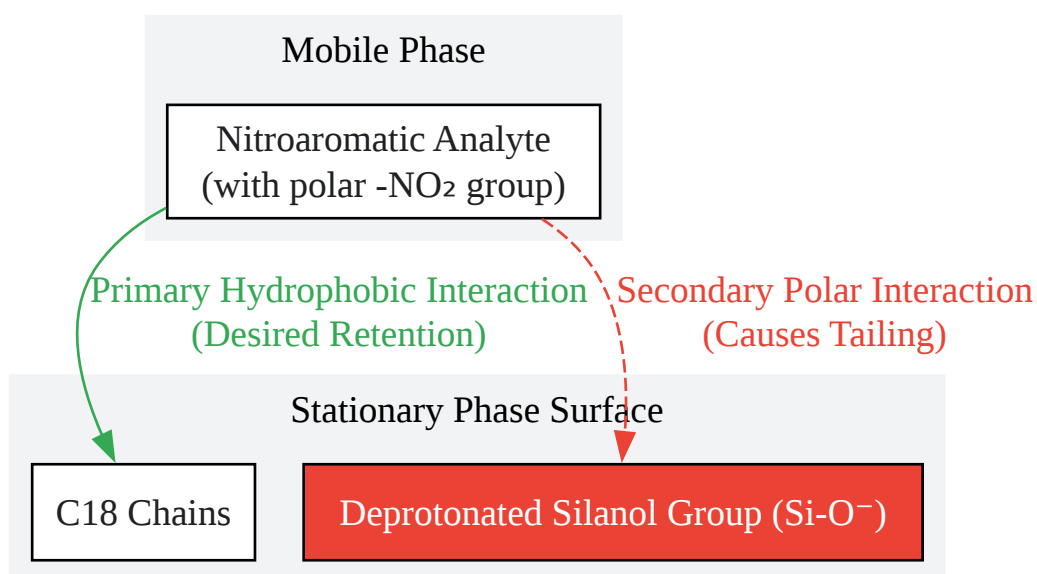 Mobile Phase
Nitroaromatic Analyte
(with polar -NO₂ group)
Primary Hydrophobic Interaction
(Desired Retention)
Secondary Polar Interaction
(Causes Tailing)
Stationary Phase Surface
C18 Chains
Deprotonated Silanol Group (Si-O⁻)